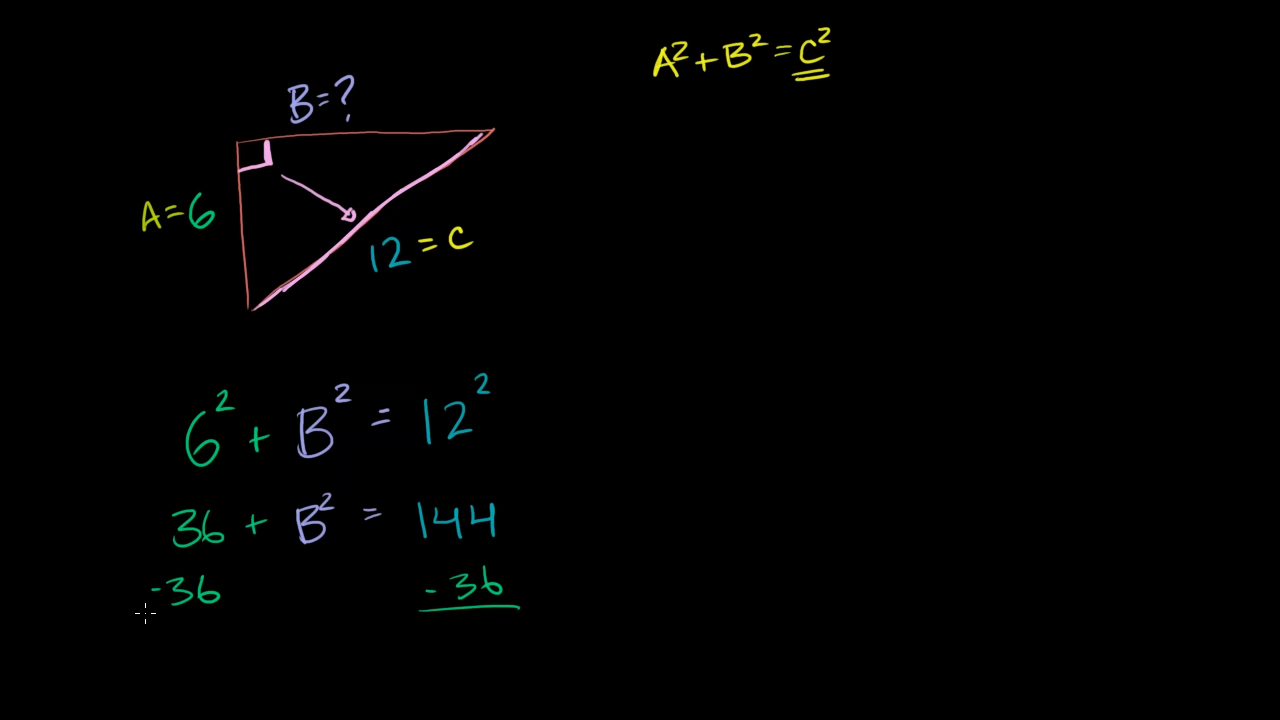 A² + B² = C²
B = ?
A = 6
12 = C
6² + B² = 12²
36 + B² = 144
-36 - 36